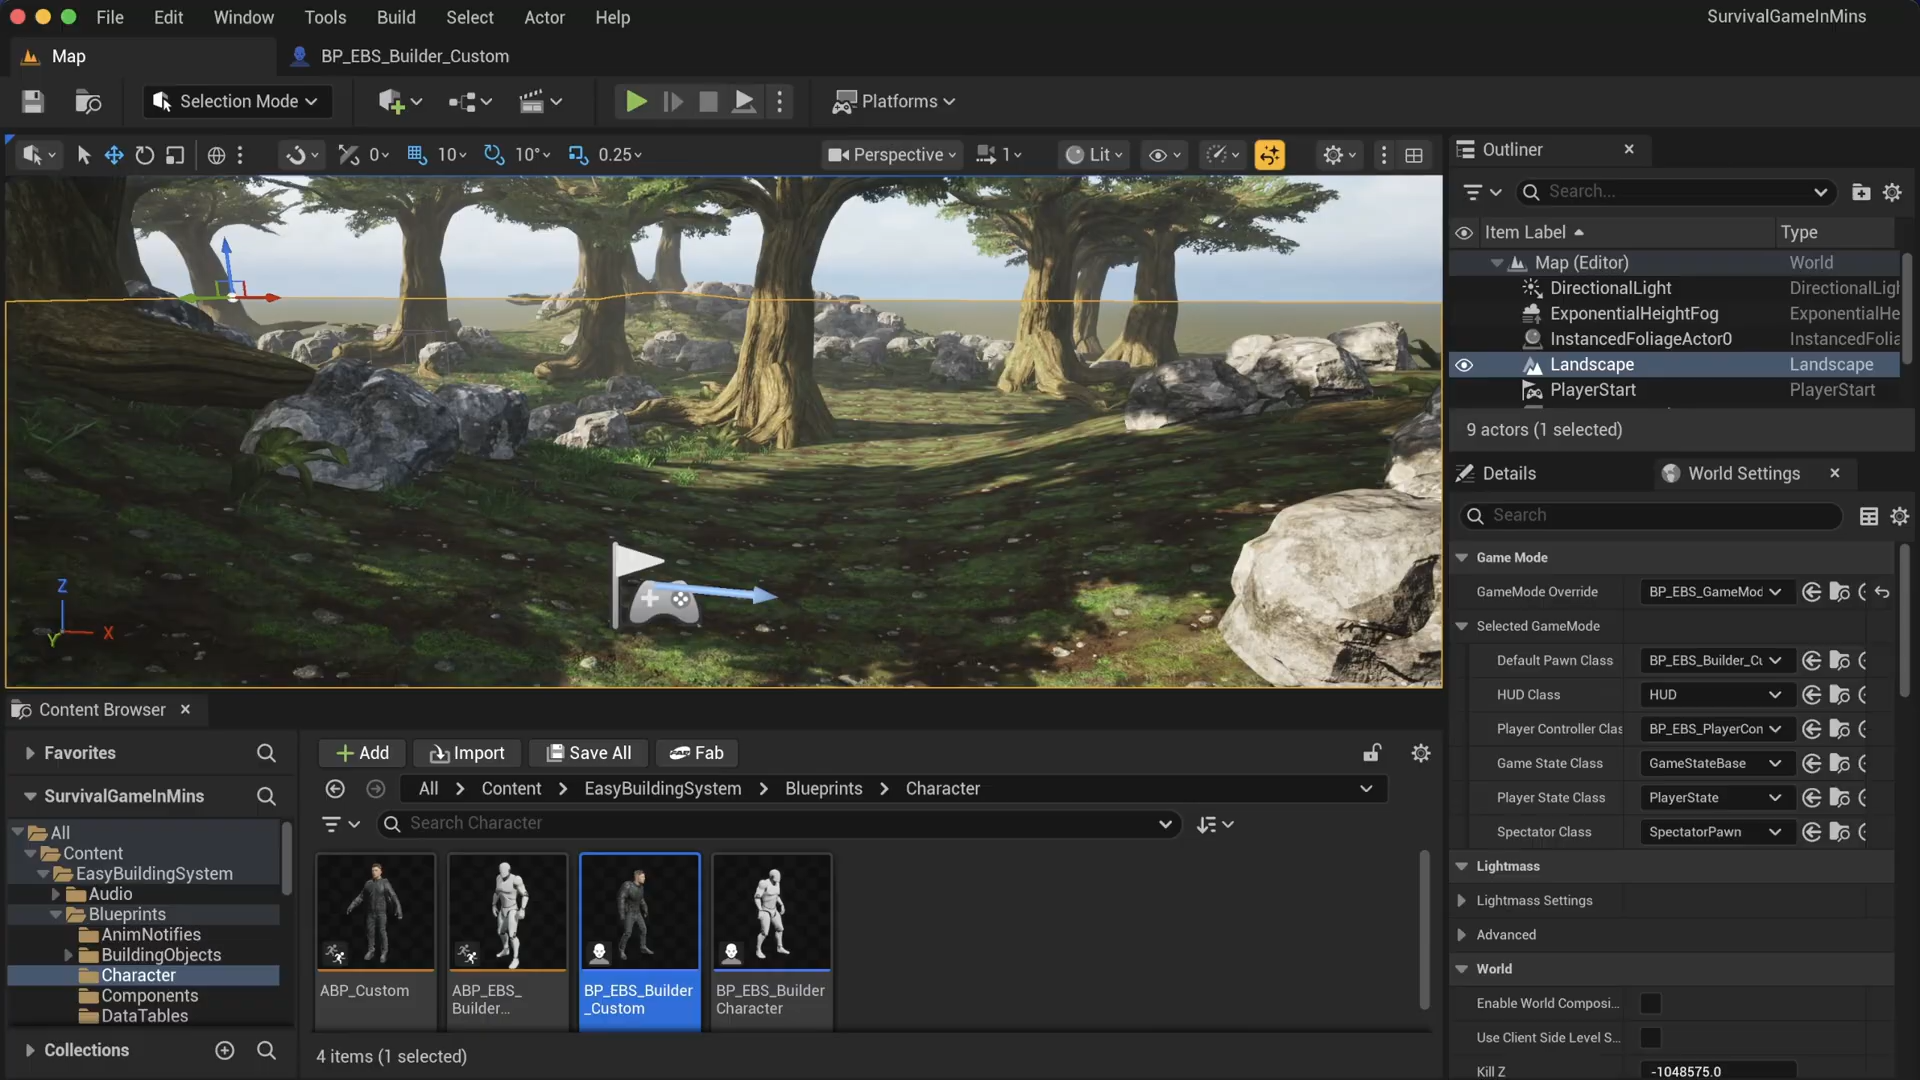 File Edit Window Tools Build Select Actor Help
SurvivalGameInMins
Map
BP_EBS_Builder_Custom
Selection Mode
Platforms
0 10 10° 0.25
Perspective 1 Lit
Z
X
Y
Outliner
Search...
Item Label Type
Map (Editor) World
DirectionalLight DirectionalLigh
ExponentialHeightFog ExponentialHe
InstancedFoliageActor0 InstancedFolia
Landscape Landscape
PlayerStart PlayerStart
9 actors (1 selected)
Details World Settings
Search
Game Mode
GameMode Override BP_EBS_GameMod
Selected GameMode
Default Pawn Class BP_EBS_Builder_Cu
HUD Class HUD
Player Controller Clas BP_EBS_PlayerCon
Game State Class GameStateBase
Player State Class PlayerState
Spectator Class SpectatorPawn
Lightmass
Lightmass Settings
Advanced
World
Enable World Composi...
Use Client Side Level S...
Kill Z -1048575.0
Content Browser
Favorites
SurvivalGameInMins
All
Content
EasyBuildingSystem
Audio
Blueprints
AnimNotifies
BuildingObjects
Character
Components
DataTables
Collections
Add Import Save All Fab
All Content EasyBuildingSystem Blueprints Character
Search Character
ABP_Custom
ABP_EBS_
Builder...
BP_EBS_Builder
_Custom
BP_EBS_Builder
Character
4 items (1 selected)